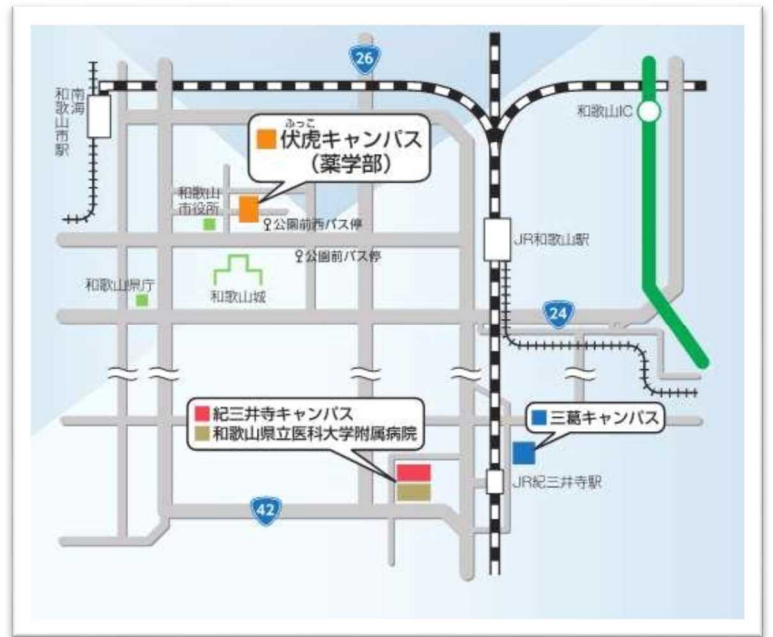 26
南海
和歌山市駅
和歌山IC
ふっこ
伏虎キャンパス
(薬学部)
和歌山
市役所
公園前西バス停
JR和歌山駅
公園前バス停
和歌山県庁
和歌山城
24
紀三井寺キャンパス
和歌山県立医科大学附属病院
三葛キャンパス
JR紀三井寺駅
42